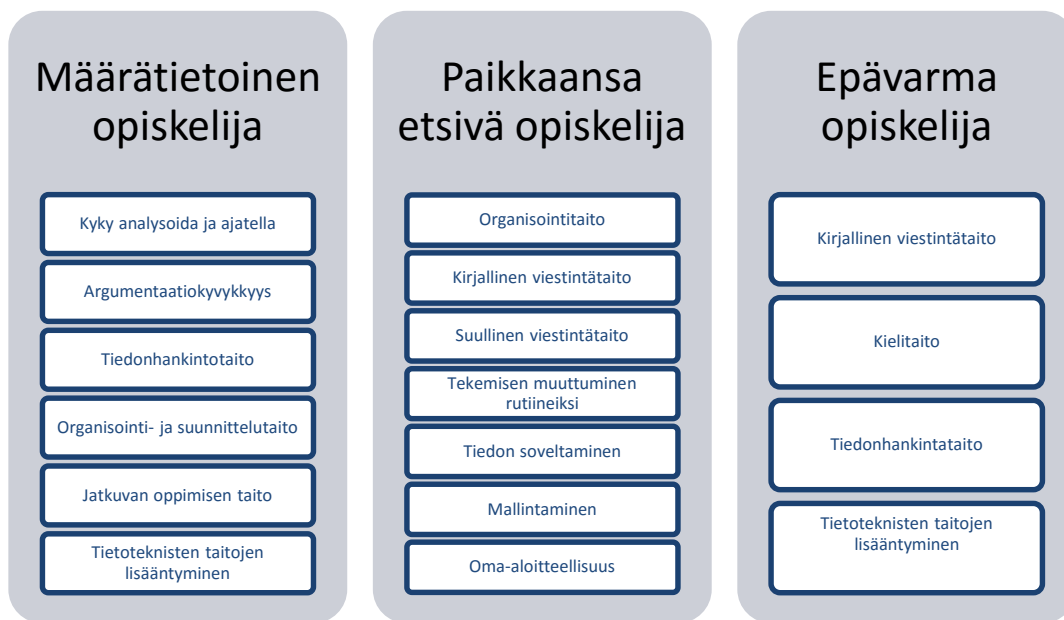 Määrätietoinen
opiskelija
Kyky analysoida ja ajatella
Argumentaatiokyvykkyys
Tiedonhankintotaito
Organisointi- ja suunnittelutaito
Jatkuvan oppimisen taito
Tietoteknisten taitojen
lisääntyminen
Paikkaansa
etsivä opiskelija
Organisointitaito
Kirjallinen viestintätaito
Suullinen viestintätaito
Tekemisen muuttuminen
rutiineiksi
Tiedon soveltaminen
Mallintaminen
Oma-aloitteellisuus
Epävarma
opiskelija
Kirjallinen viestintätaito
Kielitaito
Tiedonhankintataito
Tietoteknisten taitojen
lisääntyminen